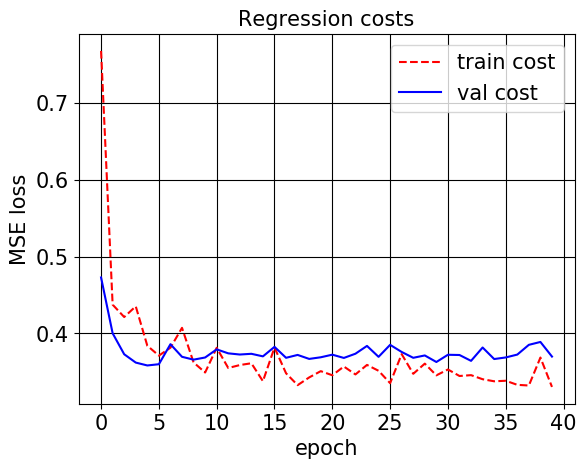 Regression costs
train cost
val cost
MSE loss
0.7
0.6
0.5
0.4
0 5 10 15 20 25 30 35 40
epoch